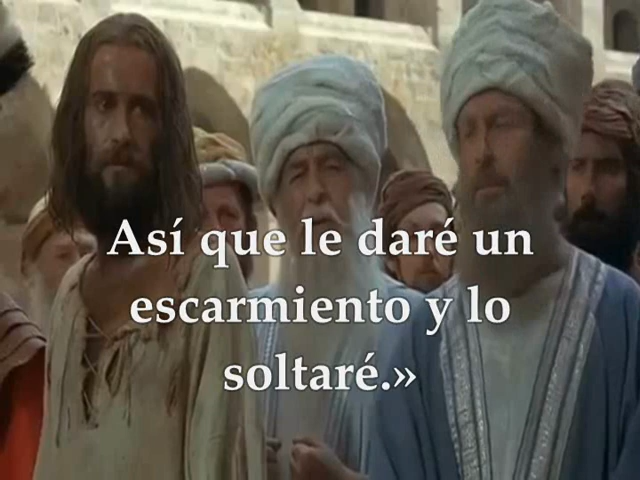 Así que le daré un
escarmiento y lo
soltaré.»